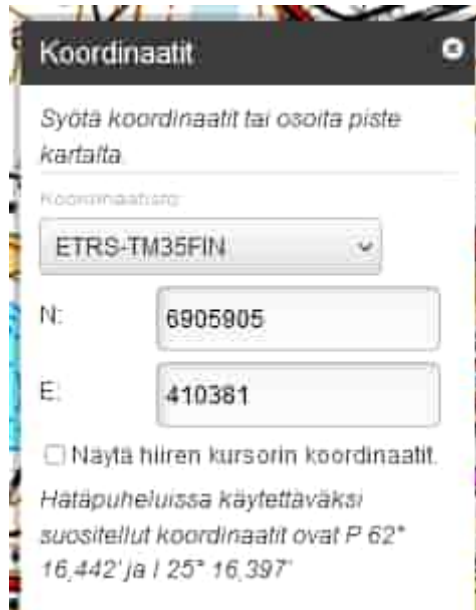 Koordinaatit
Syötä koordinaatit tai osoita piste
kartalta.
Koordinaatisto:
ETRS-TM35FIN
N:
6905905
E:
410381
Näytä hiiren kursorin koordinaatit.
Hätäpuheluissa käytettäväksi
suositellut koordinaatit ovat P 62°
16,442' ja I 25° 16,397'